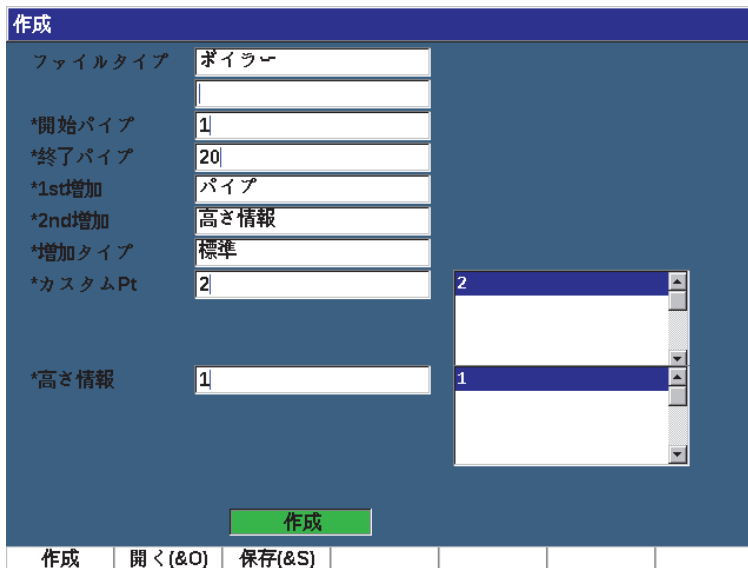 作成
ファイルタイプ ボイラー
*開始パイプ 1
*終了パイプ 20
*1st増加 パイプ
*2nd増加 高さ情報
*増加タイプ 標準
*カスタムPt 2 2
*高さ情報 1 1
作成
作成 開く(&O) 保存(&S)